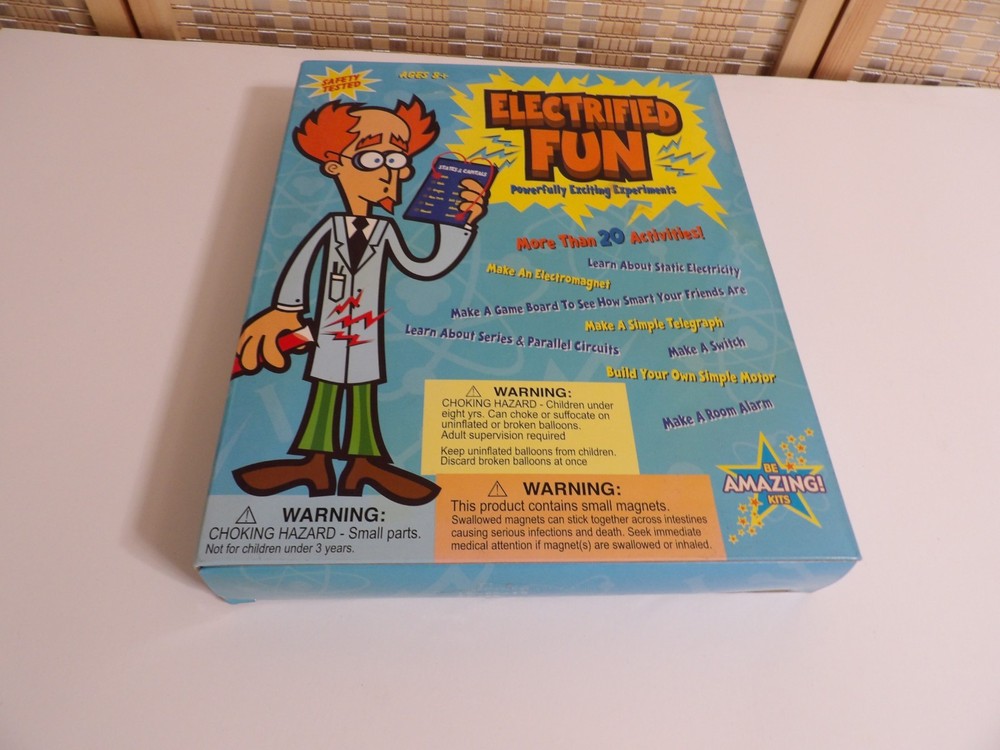 SAFETY
TESTED
AGES 8+
ELECTRIFIED
FUN
Powerfully Exciting Experiments
STATES & CAPITALS
More Than 20 Activities!
Learn About Static Electricity
Make An Electromagnet
Make A Game Board To See How Smart Your Friends Are
Make A Simple Telegraph
Learn About Series & Parallel Circuits
Make A Switch
Build Your Own Simple Motor
Make A Room Alarm
WARNING:
CHOKING HAZARD - Children under
eight yrs. Can choke or suffocate on
uninflated or broken balloons.
Adult supervision required
Keep uninflated balloons from children.
Discard broken balloons at once
BE
AMAZING!
KITS
WARNING:
This product contains small magnets.
Swallowed magnets can stick together across intestines
causing serious infections and death. Seek immediate
medical attention if magnet(s) are swallowed or inhaled.
WARNING:
CHOKING HAZARD - Small parts.
Not for children under 3 years.